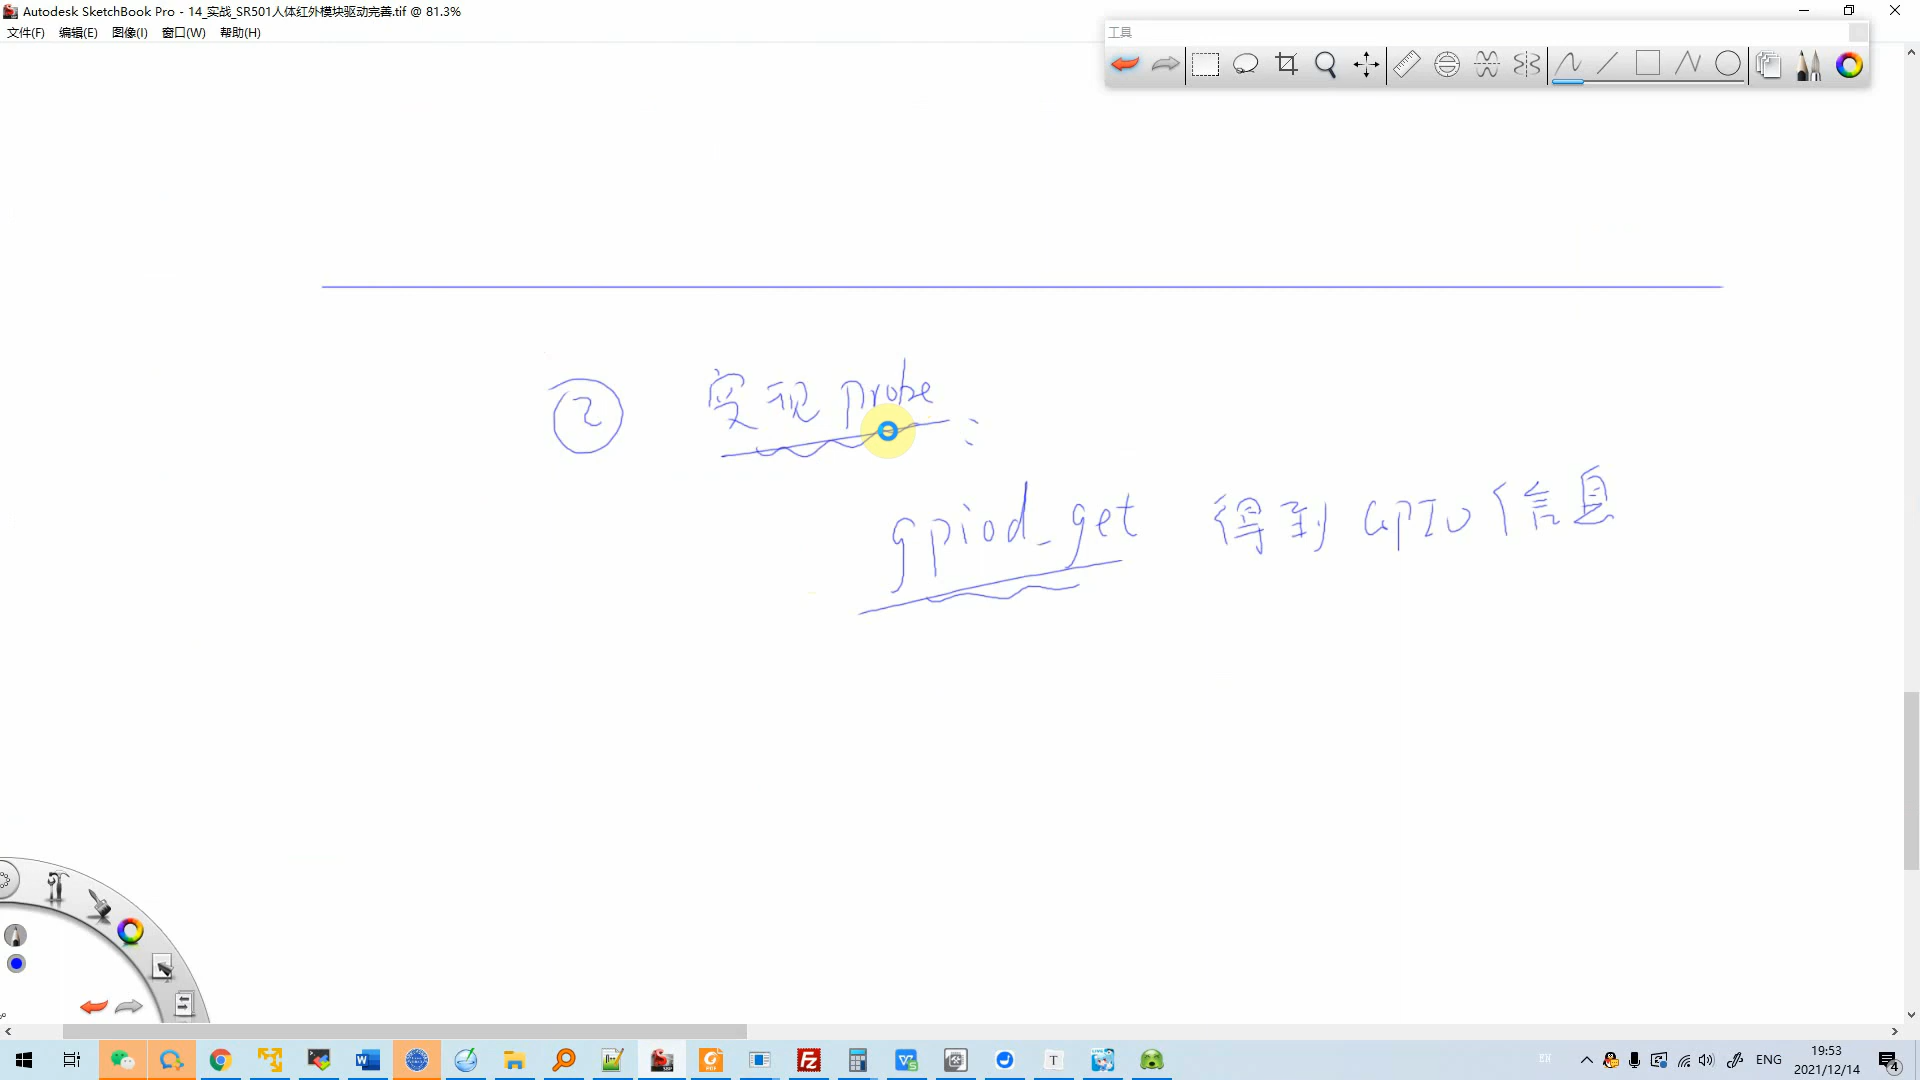 Autodesk SketchBook Pro - 14_实战_SR501人体红外模块驱动完善.tif @ 81.3%
文件(F) 编辑(E) 图像(I) 窗口(W) 帮助(H)
工具
② 实现 probe :
gpiod_get 得到 GPIO 信息
ENG
19:53
2021/12/14
4